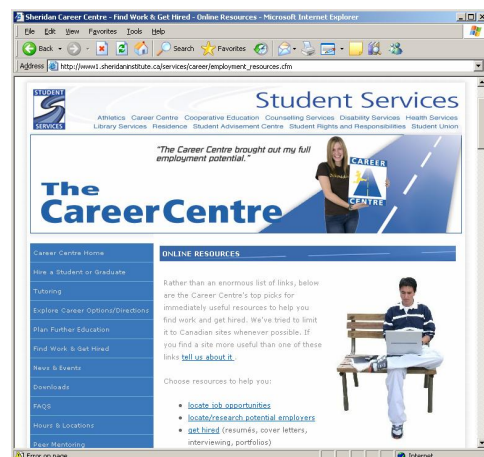 Sheridan Career Centre - Find Work & Get Hired - Online Resources - Microsoft Internet Explorer
File Edit View Favorites Tools Help
Back Search Favorites
Address http://www1.sheridaninstitute.ca/services/career/employment_resources.cfm
STUDENT
SERVICES
Student Services
Athletics Career Centre Cooperative Education Counselling Services Disability Services Health Services
Library Services Residence Student Advisement Centre Student Rights and Responsibilities Student Union
"The Career Centre brought out my full
employment potential."
The
Career Centre
CAREER
CENTRE
Career Centre Home
Hire a Student or Graduate
Tutoring
Explore Career Options/Directions
Plan Further Education
Find Work & Get Hired
News & Events
Downloads
FAQS
Hours & Locations
Peer Mentoring
ONLINE RESOURCES
Rather than an enormous list of links, below
are the Career Centre's top picks for
immediately useful resources to help you
find work and get hired. We've tried to limit
it to Canadian sites whenever possible. If
you find a site more useful than one of these
links tell us about it .
Choose resources to help you:
locate job opportunities
locate/research potential employers
get hired (resumés, cover letters,
interviewing, portfolios)
Error on page.
Internet